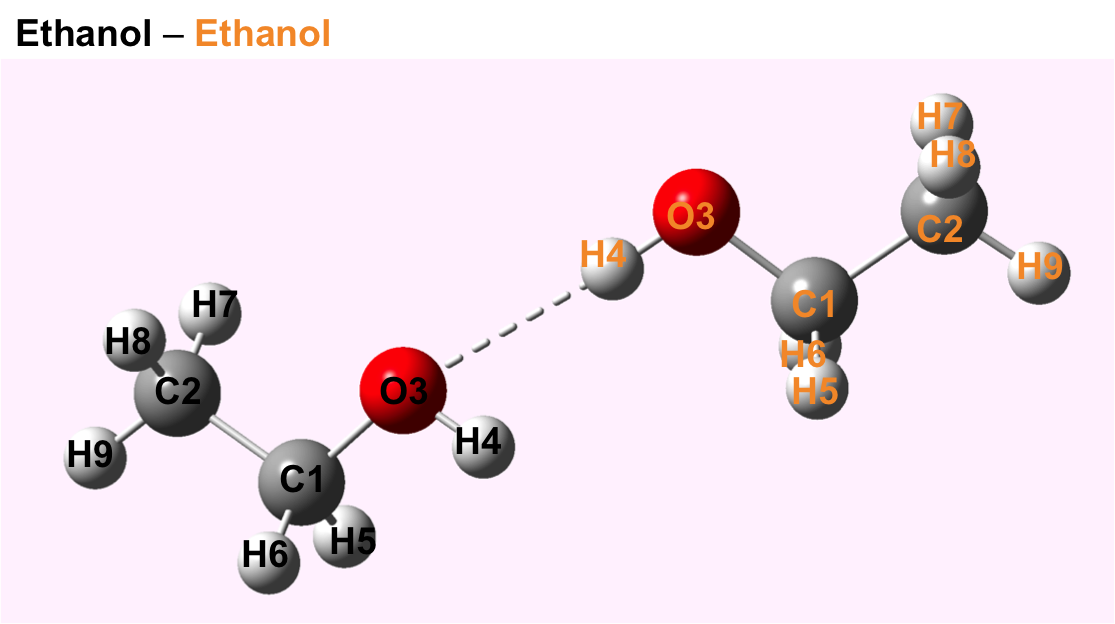 Ethanol – Ethanol
H7
H8
O3
C2
H4
H9
C1
H7
H8
H6
C2
O3
H5
H4
H9
C1
H5
H6